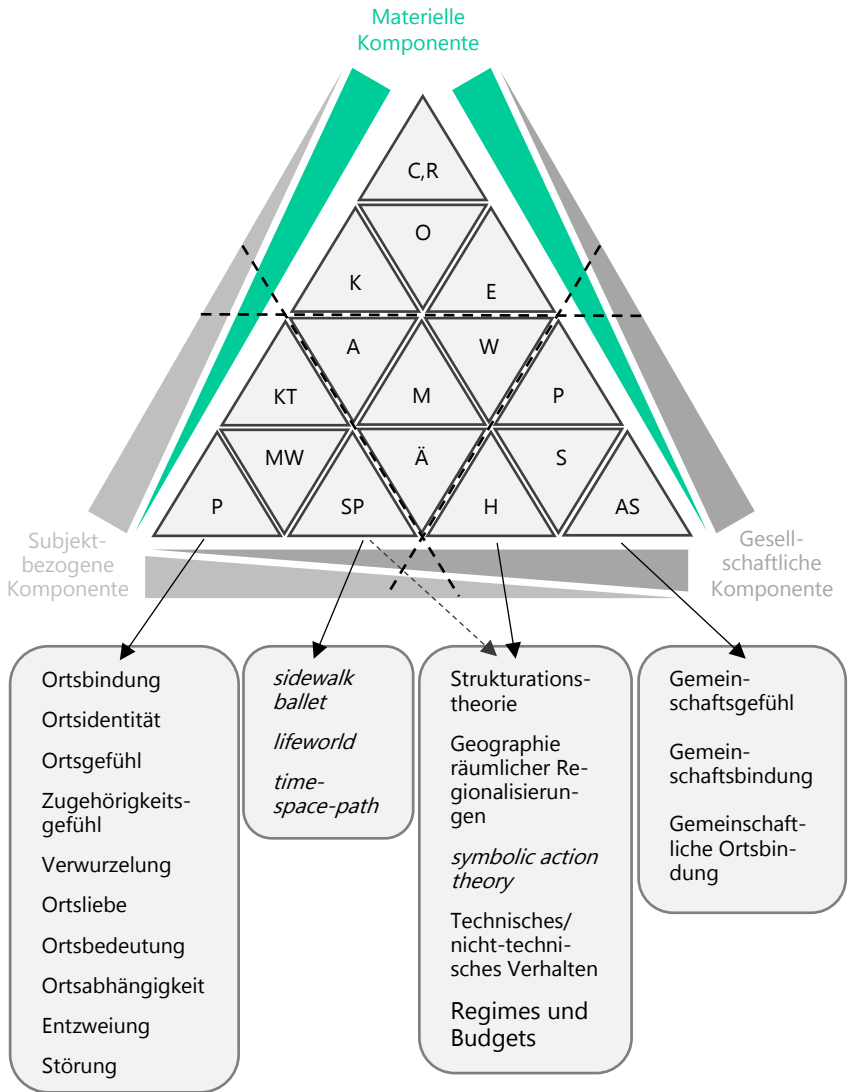 Materielle
Komponente
C,R
O
K
E
A
W
KT
M
P
MW
Ä
S
P
SP
H
AS
Subjekt-
bezogene
Komponente
Gesell-
schaftliche
Komponente
Ortsbindung
Ortsidentität
Ortsgefühl
Zugehörigkeits-
gefühl
Verwurzelung
Ortsliebe
Ortsbedeutung
Ortsabhängigkeit
Entzweiung
Störung
sidewalk
ballet
lifeworld
time-
space-path
Strukturations-
theorie
Geographie
räumlicher Re-
gionalisierun-
gen
symbolic action
theory
Technisches/
nicht-techni-
sches Verhalten
Regimes und
Budgets
Gemein-
schaftsgefühl
Gemein-
schaftsbindung
Gemeinschaft-
liche Ortsbin-
dung